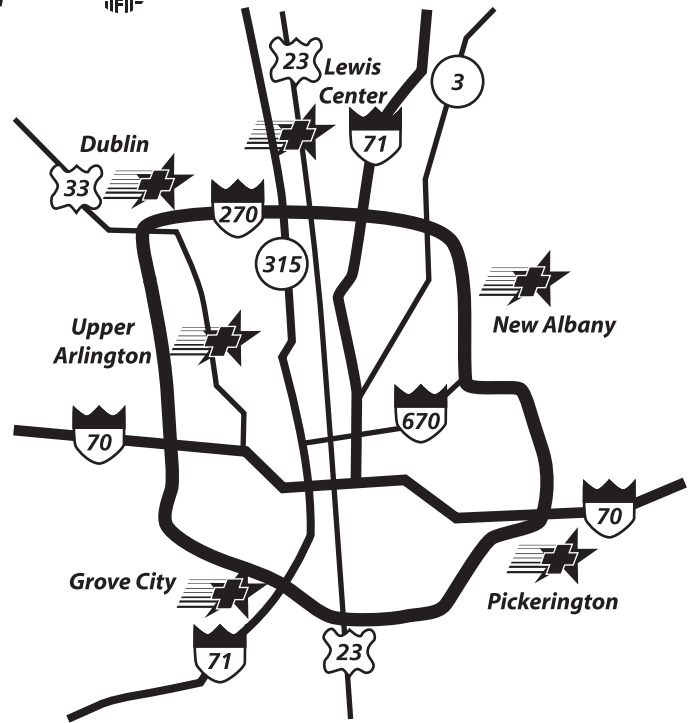 23
Lewis
Center
3
71
Dublin
33
270
315
New Albany
Upper
Arlington
670
70
70
Grove City
Pickerington
71
23